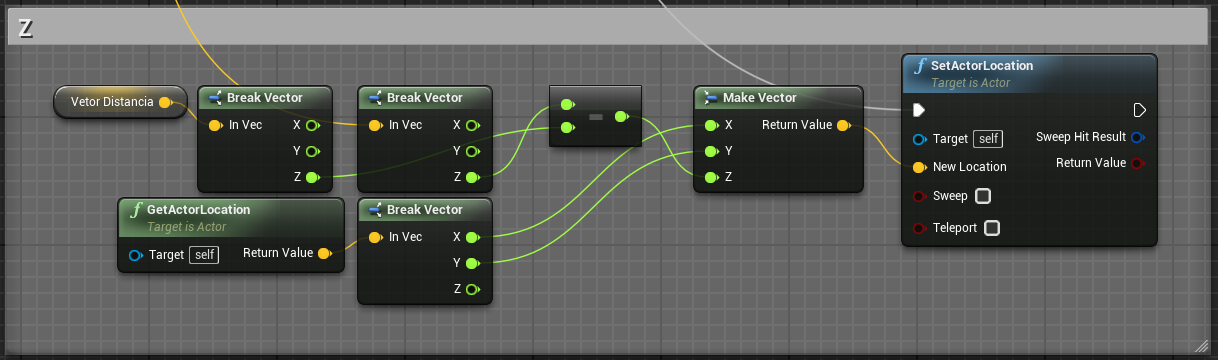 Z
SetActorLocation
Target is Actor
Vetor Distancia
Break Vector
In Vec
X
Y
Z
Break Vector
In Vec
X
Y
Z
-
Make Vector
X
Y
Z
Return Value
Target
self
New Location
Sweep
Teleport
Sweep Hit Result
Return Value
GetActorLocation
Target is Actor
Target
self
Return Value
Break Vector
In Vec
X
Y
Z